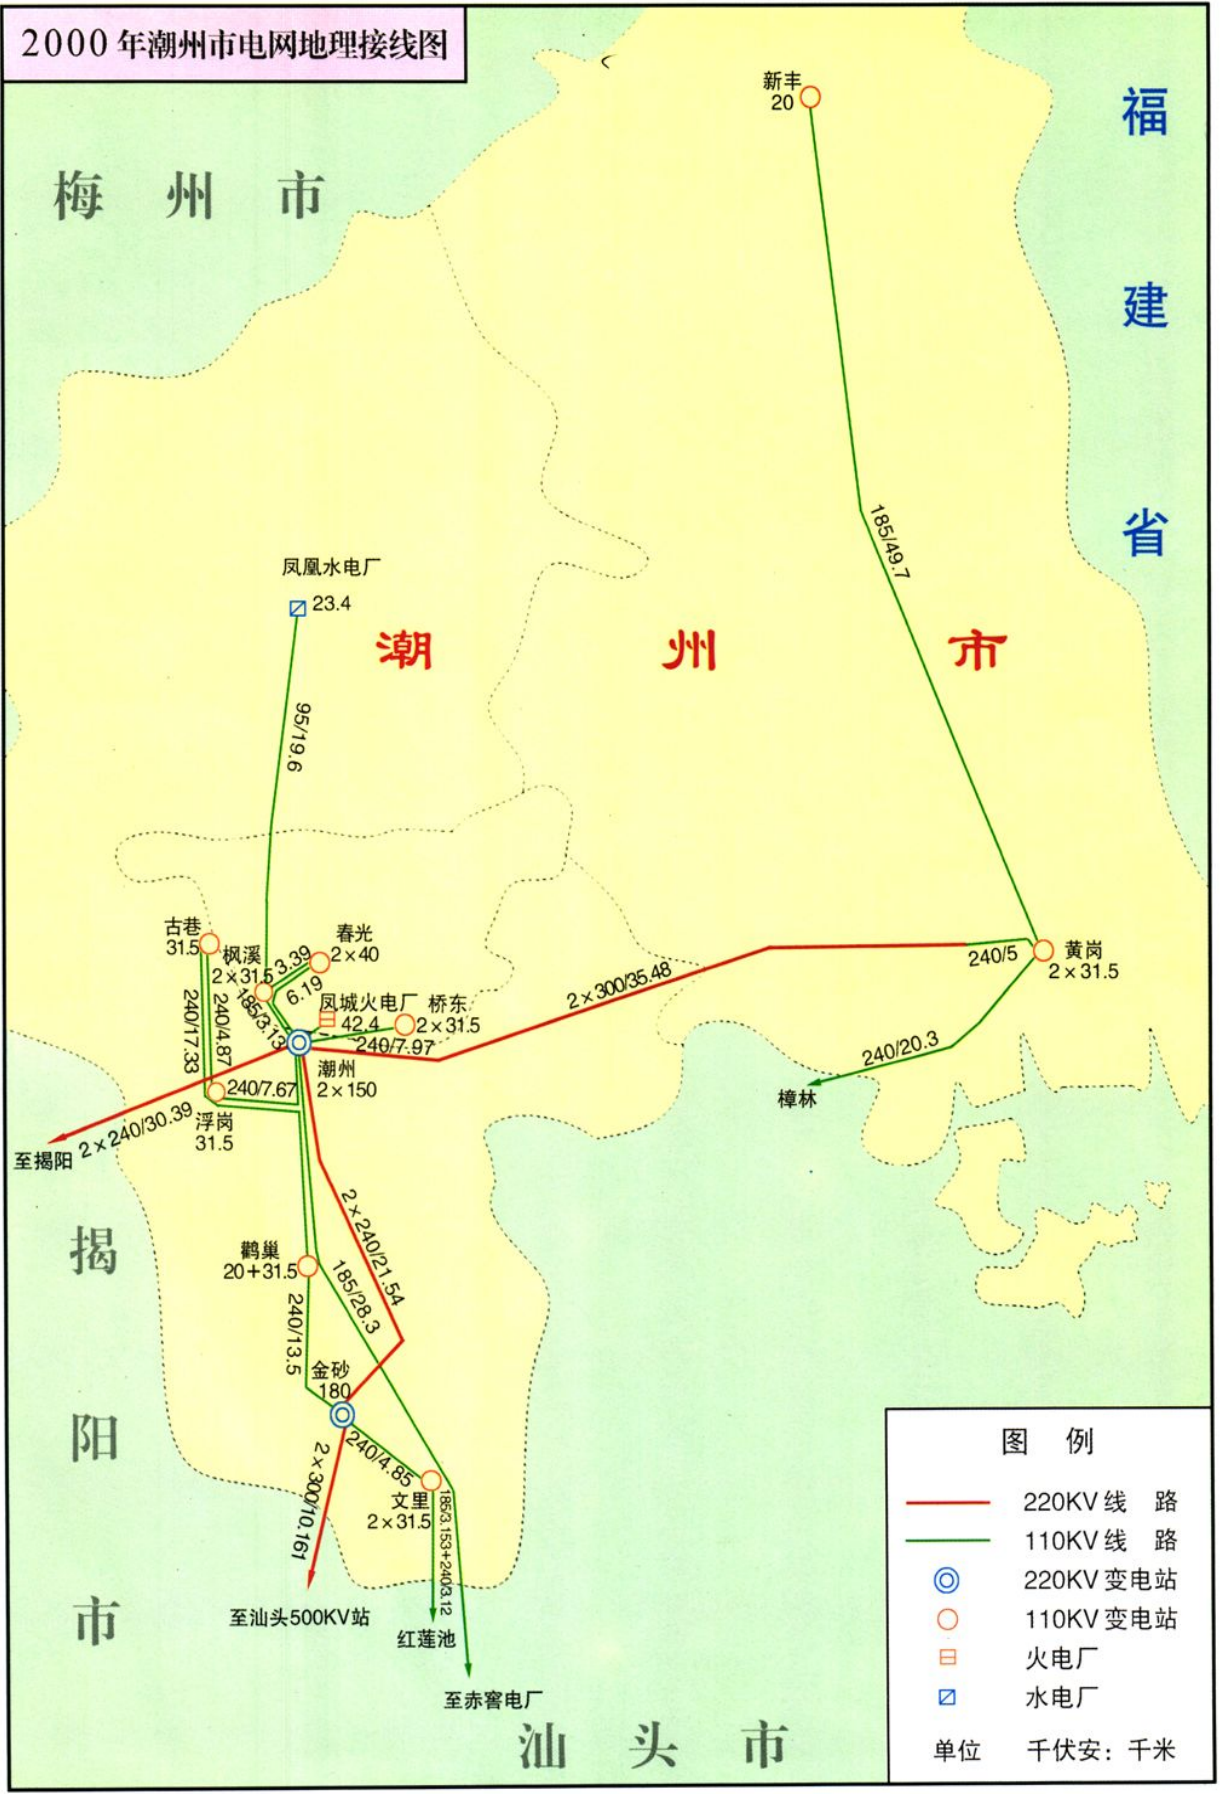 2000年潮州市电网地理接线图
梅州市
福建省
新丰
20
185/49.7
凤凰水电厂
23.4
潮州市
95/19.6
古巷
31.5
枫溪
2×31.5
春光
2×40
3.39
6.19
185/3.13
凤城火电厂
42.4
桥东
2×31.5
240/7.97
潮州
2×150
2×300/35.48
240/5
黄岗
2×31.5
240/20.3
樟林
240/17.33
240/4.87
240/7.67
浮岗
31.5
2×240/30.39
至揭阳
揭阳市
2×240/21.54
鹳巢
20+31.5
185/28.3
240/13.5
金砂
180
240/4.85
2×300/10.161
文里
2×31.5
185/3.153+240/3.12
至汕头500KV站
红莲池
至赤窖电厂
汕头市
图例
220KV线路
110KV线路
220KV变电站
110KV变电站
火电厂
水电厂
单位 千伏安：千米